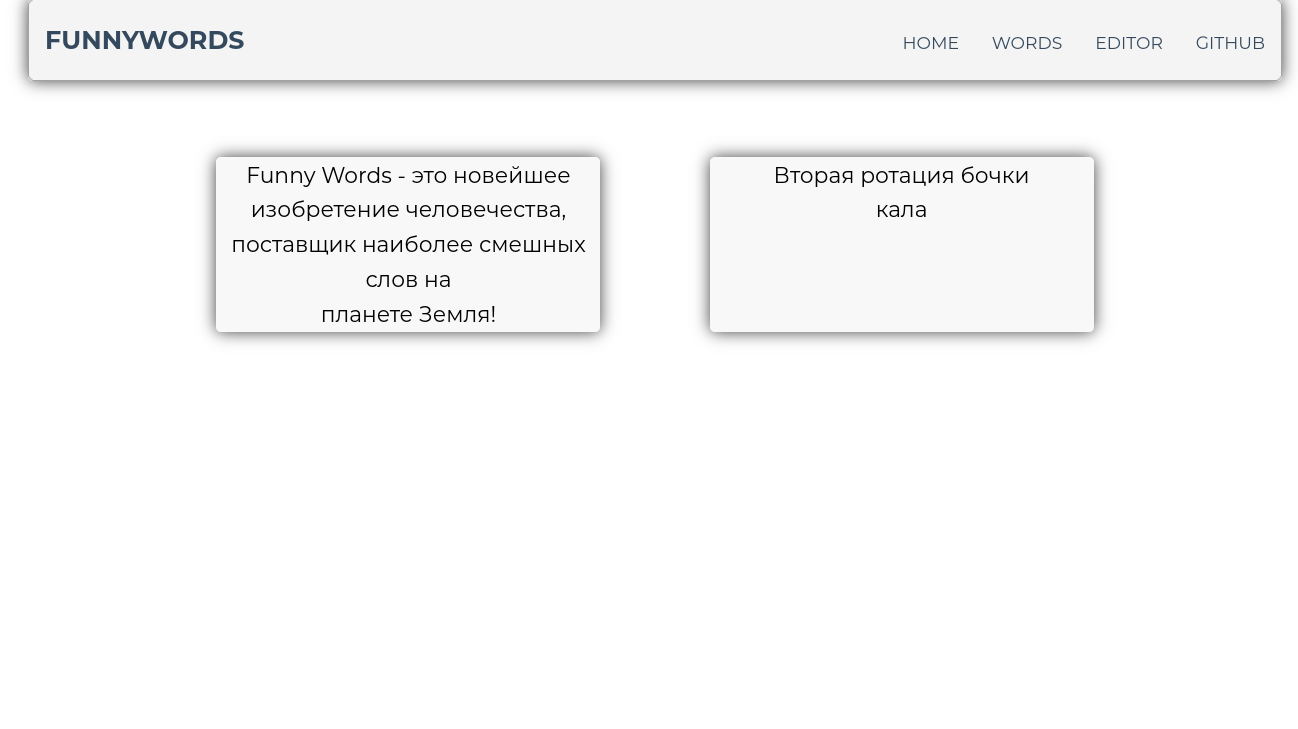 FUNNYWORDS
HOME WORDS EDITOR GITHUB
Funny Words - это новейшее
изобретение человечества,
поставщик наиболее смешных
слов на
планете Земля!
Вторая ротация бочки
кала